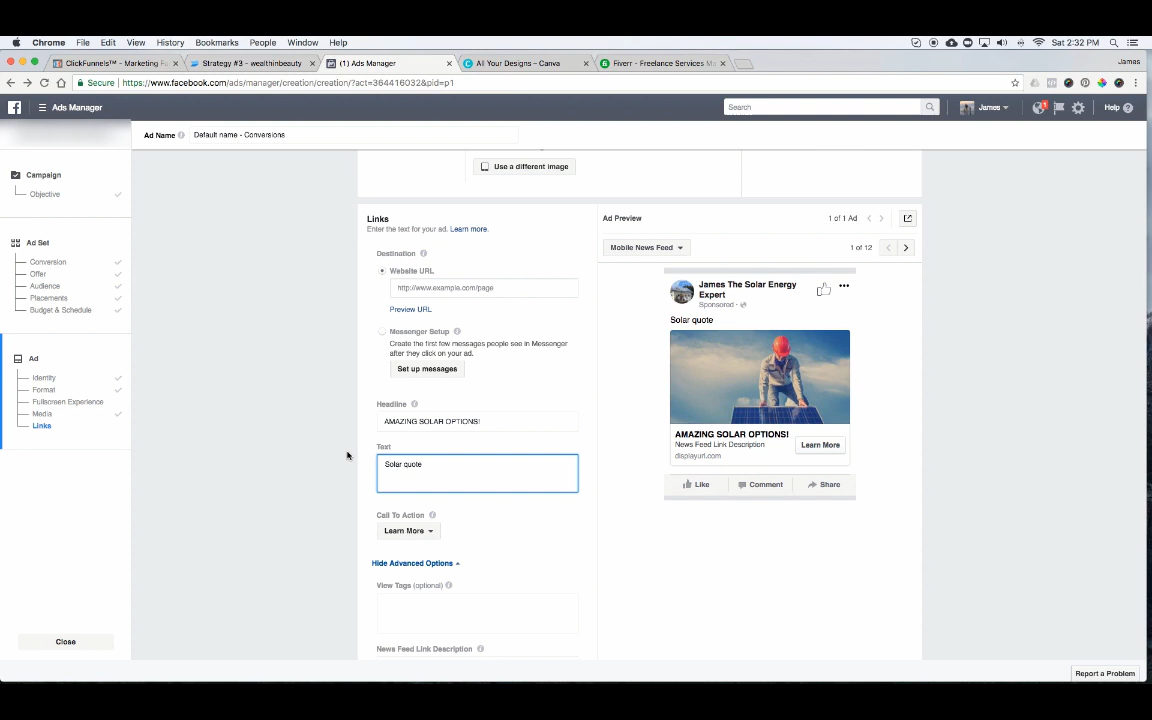 Chrome File Edit View History Bookmarks People Window Help
Sat 2:32 PM
ClickFunnels™ - Marketing Fu
Strategy #3 - wealthinbeauty
(1) Ads Manager
All Your Designs – Canva
Fiverr - Freelance Services Ma
James
Secure https://www.facebook.com/ads/manager/creation/creation/?act=364416032&pid=p1
Ads Manager
Search
James
1
Help
Ad Name
Default name - Conversions
Use a different image
Campaign
Objective
Ad Set
Conversion
Offer
Audience
Placements
Budget & Schedule
Ad
Identity
Format
Fullscreen Experience
Media
Links
Close
Links
Enter the text for your ad. Learn more.
Destination
Website URL
http://www.example.com/page
Preview URL
Messenger Setup
Create the first few messages people see in Messenger
after they click on your ad.
Set up messages
Headline
AMAZING SOLAR OPTIONS!
Text
Solar quote
Call To Action
Learn More
Hide Advanced Options
View Tags (optional)
News Feed Link Description
Ad Preview
1 of 1 Ad
Mobile News Feed
1 of 12
James The Solar Energy
Expert
Sponsored ·
Solar quote
AMAZING SOLAR OPTIONS!
News Feed Link Description
displayurl.com
Learn More
Like
Comment
Share
Report a Problem